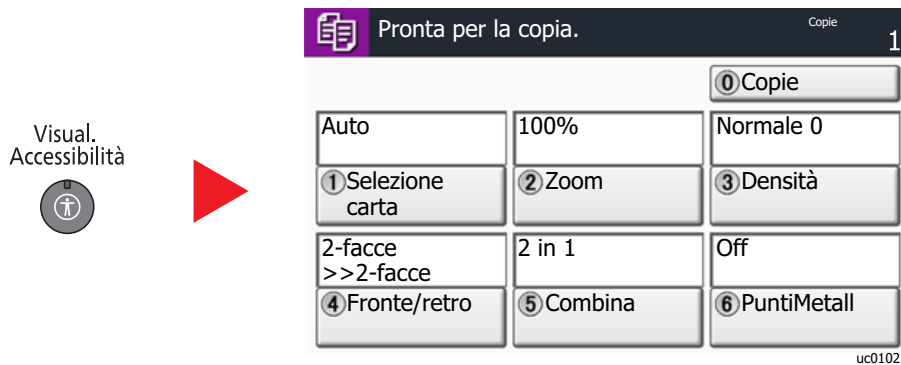 Pronta per la copia.
Copie
1
0 Copie
Visual.
Accessibilità
Auto
100%
Normale 0
1 Selezione
carta
2 Zoom
3 Densità
2-facce
>>2-facce
2 in 1
Off
4 Fronte/retro
5 Combina
6 PuntiMetall
uc0102